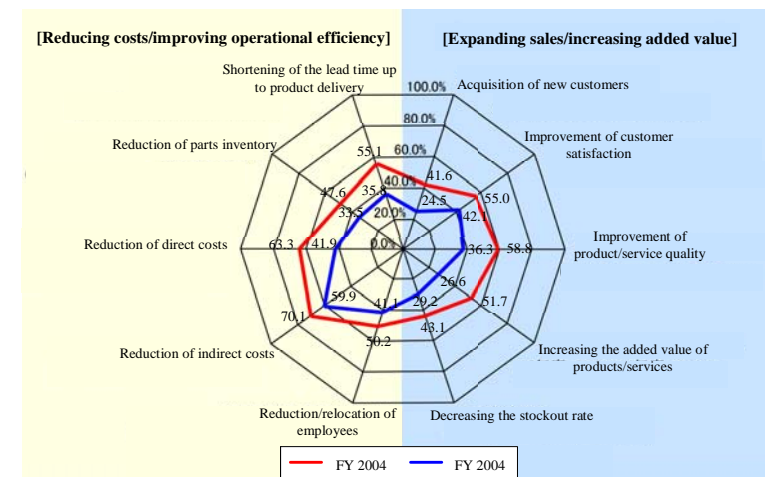 [Reducing costs/improving operational efficiency]
[Expanding sales/increasing added value]
Shortening of the lead time up
to product delivery
100.0%
Acquisition of new customers
80.0%
Reduction of parts inventory
Improvement of customer
satisfaction
55.1
60.0%
41.6
40.0%
35.8
47.6
24.5
55.0
33.5
20.0%
42.1
Reduction of direct costs
63.3
41.9
0.0%
36.3
58.8
Improvement of
product/service quality
26.6
59.9
41.1
29.2
51.7
70.1
43.1
50.2
Reduction of indirect costs
Increasing the added value of
products/services
Reduction/relocation of
employees
Decreasing the stockout rate
FY 2004
FY 2004